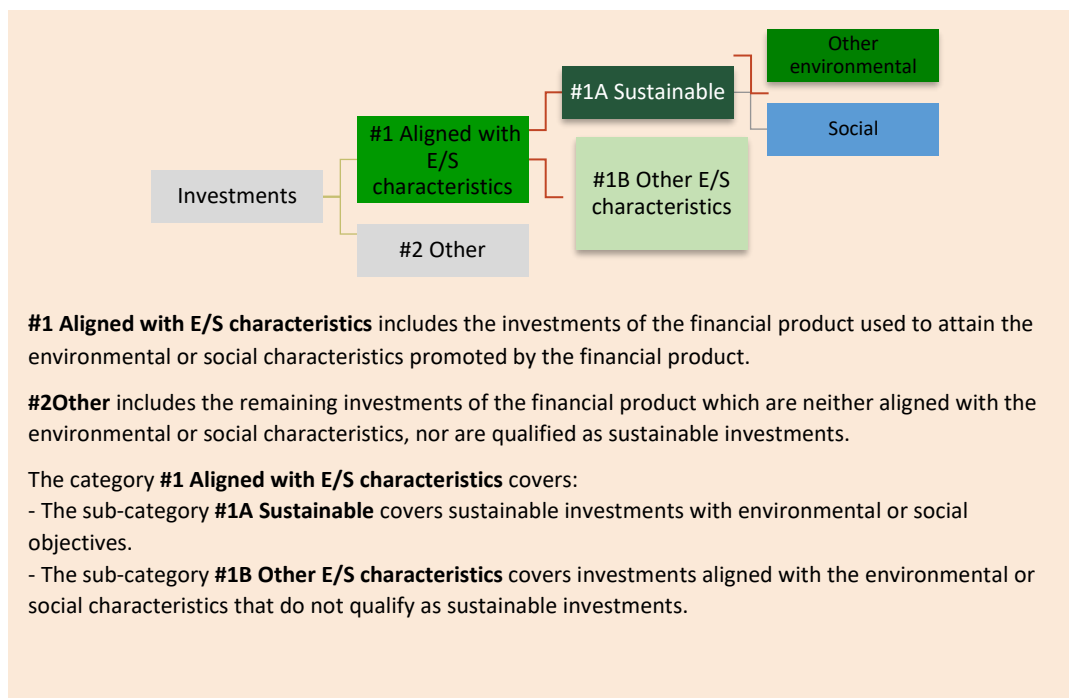 Other
environmental
#1A Sustainable
Social
#1 Aligned with
E/S
characteristics
#1B Other E/S
characteristics
Investments
#2 Other
#1 Aligned with E/S characteristics includes the investments of the financial product used to attain the
environmental or social characteristics promoted by the financial product.
#2Other includes the remaining investments of the financial product which are neither aligned with the
environmental or social characteristics, nor are qualified as sustainable investments.
The category #1 Aligned with E/S characteristics covers:
- The sub-category #1A Sustainable covers sustainable investments with environmental or social
objectives.
- The sub-category #1B Other E/S characteristics covers investments aligned with the environmental or
social characteristics that do not qualify as sustainable investments.